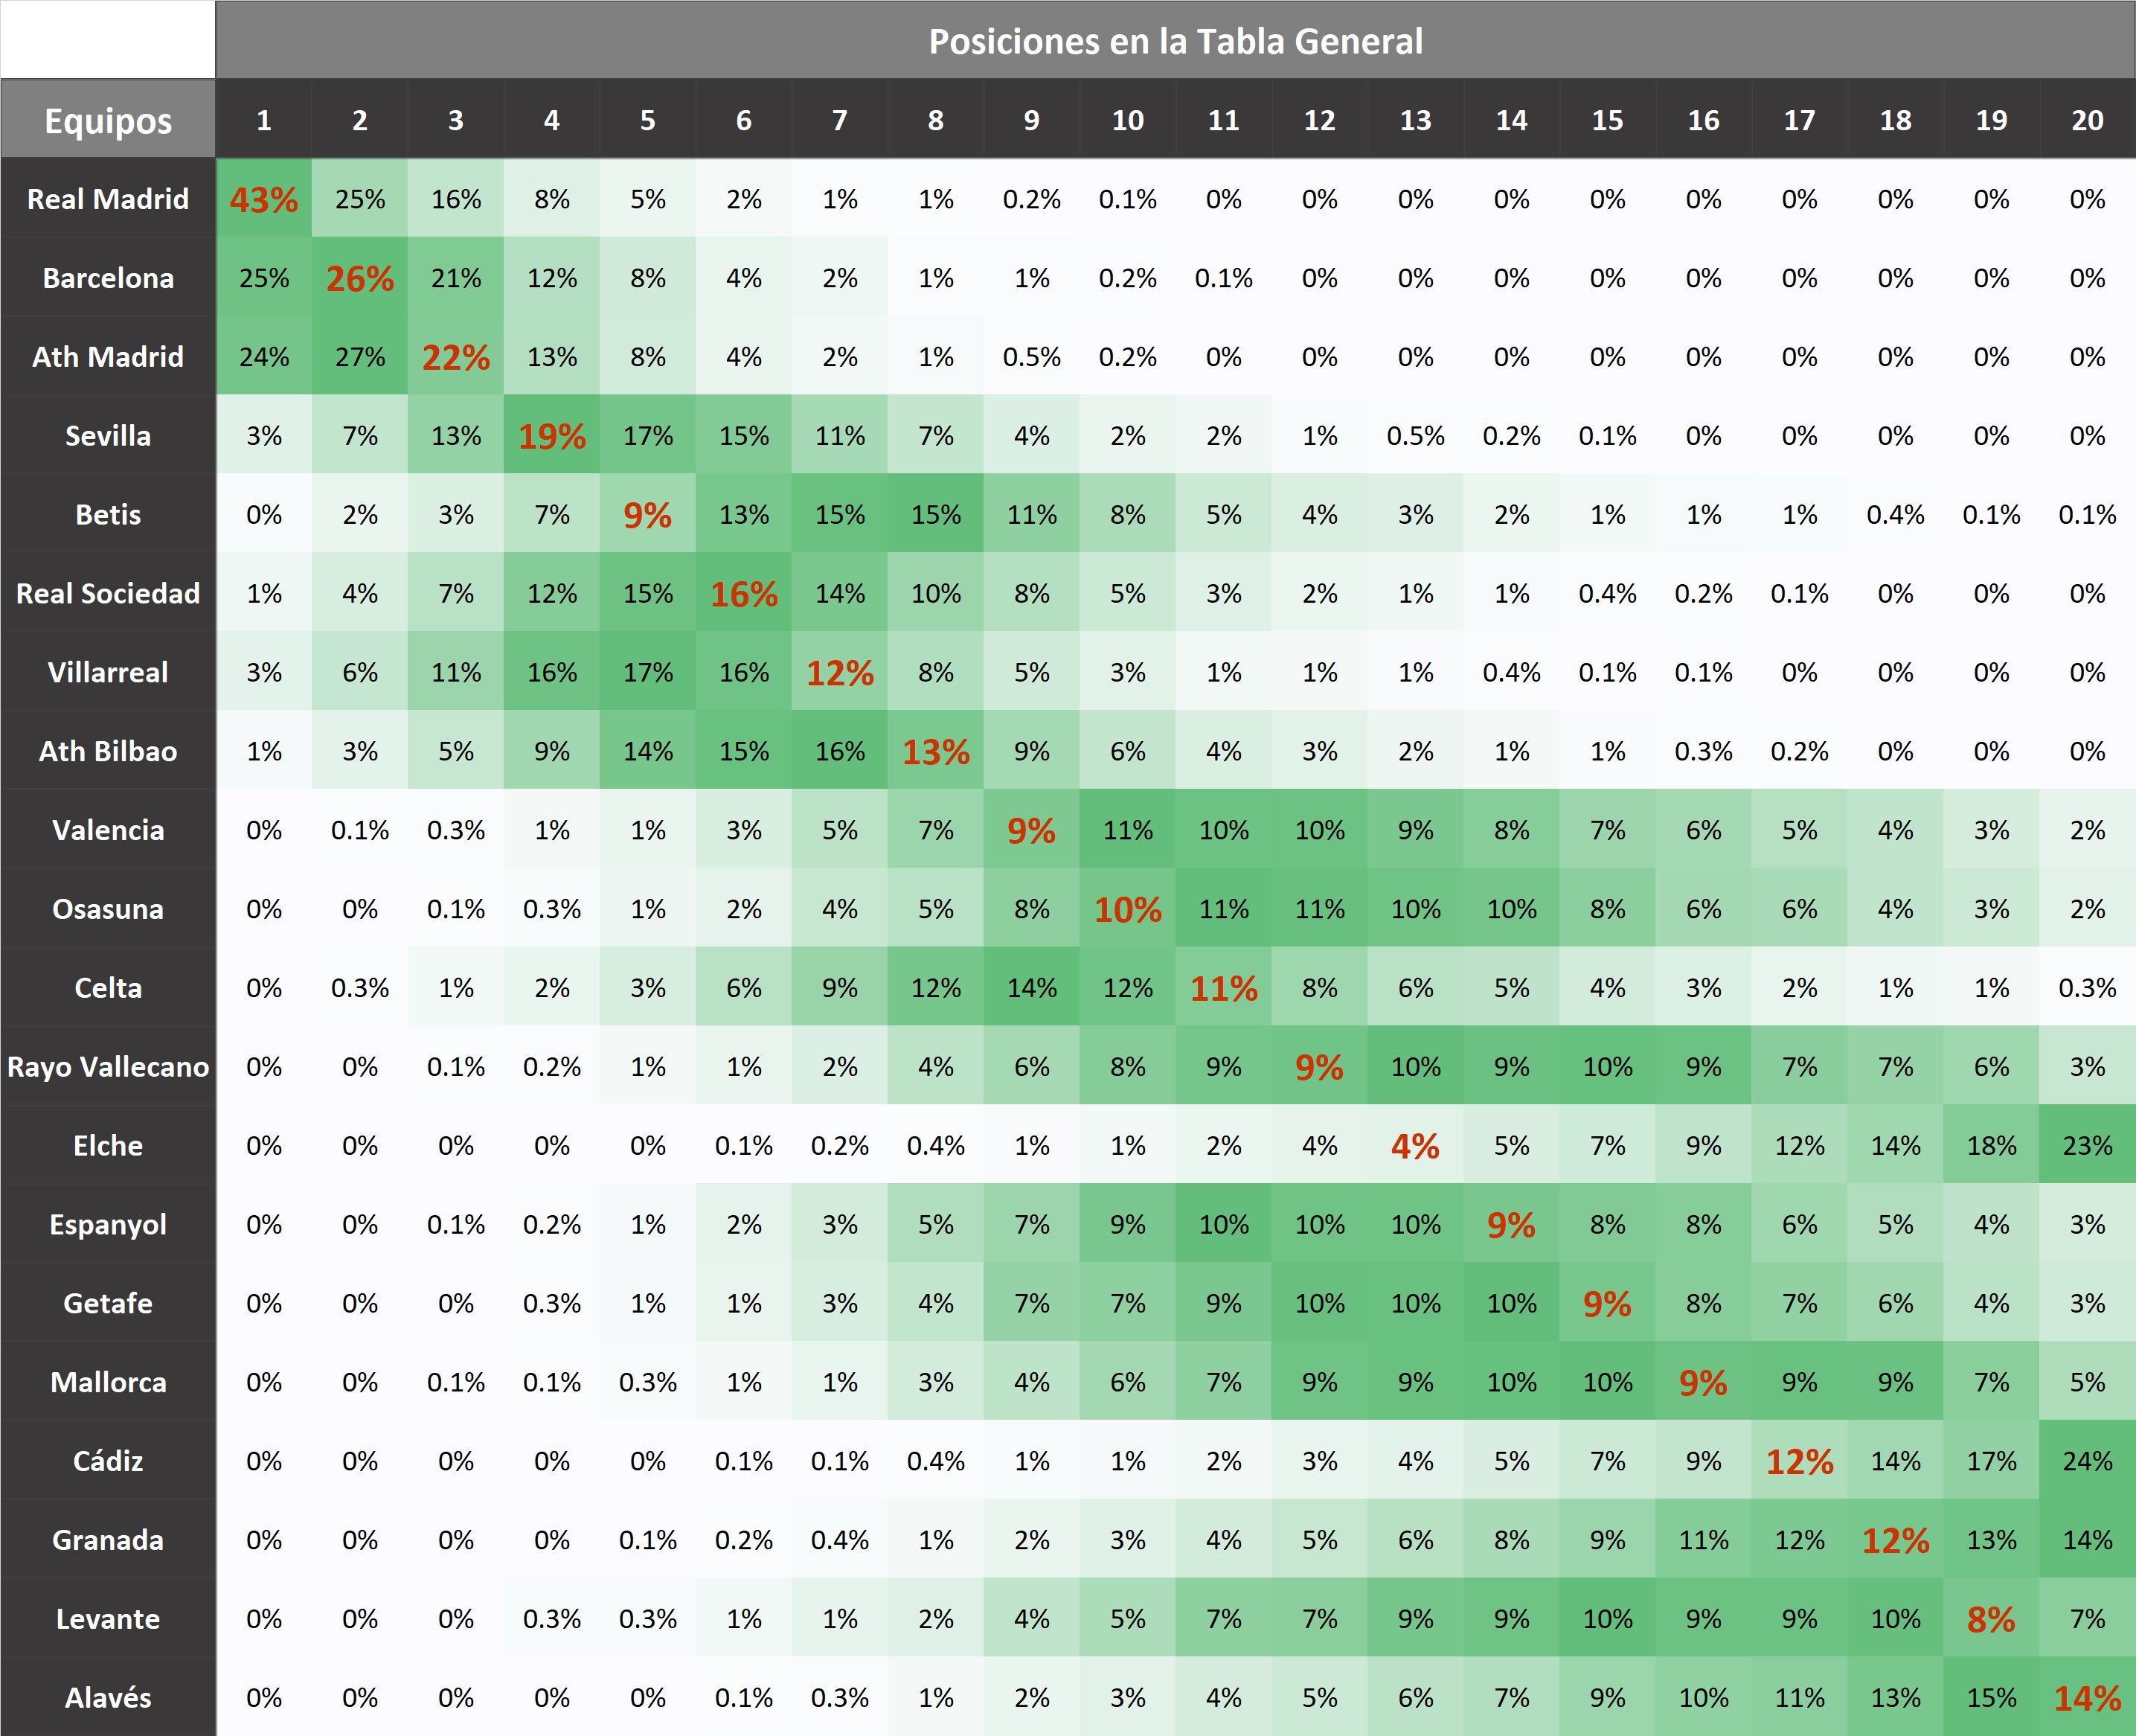 Posiciones en la Tabla General
Equipos 1 2 3 4 5 6 7 8 9 10 11 12 13 14 15 16 17 18 19 20
Real Madrid 43% 25% 16% 8% 5% 2% 1% 1% 0.2% 0.1% 0% 0% 0% 0% 0% 0% 0% 0% 0% 0%
Barcelona 25% 26% 21% 12% 8% 4% 2% 1% 1% 0.2% 0.1% 0% 0% 0% 0% 0% 0% 0% 0% 0%
Ath Madrid 24% 27% 22% 13% 8% 4% 2% 1% 0.5% 0.2% 0% 0% 0% 0% 0% 0% 0% 0% 0% 0%
Sevilla 3% 7% 13% 19% 17% 15% 11% 7% 4% 2% 2% 1% 0.5% 0.2% 0.1% 0% 0% 0% 0% 0%
Betis 0% 2% 3% 7% 9% 13% 15% 15% 11% 8% 5% 4% 3% 2% 1% 1% 1% 0.4% 0.1% 0.1%
Real Sociedad 1% 4% 7% 12% 15% 16% 14% 10% 8% 5% 3% 2% 1% 1% 0.4% 0.2% 0.1% 0% 0% 0%
Villarreal 3% 6% 11% 16% 17% 16% 12% 8% 5% 3% 1% 1% 1% 0.4% 0.1% 0.1% 0% 0% 0% 0%
Ath Bilbao 1% 3% 5% 9% 14% 15% 16% 13% 9% 6% 4% 3% 2% 1% 1% 0.3% 0.2% 0% 0% 0%
Valencia 0% 0.1% 0.3% 1% 1% 3% 5% 7% 9% 11% 10% 10% 9% 8% 7% 6% 5% 4% 3% 2%
Osasuna 0% 0% 0.1% 0.3% 1% 2% 4% 5% 8% 10% 11% 11% 10% 10% 8% 6% 6% 4% 3% 2%
Celta 0% 0.3% 1% 2% 3% 6% 9% 12% 14% 12% 11% 8% 6% 5% 4% 3% 2% 1% 1% 0.3%
Rayo Vallecano 0% 0% 0.1% 0.2% 1% 1% 2% 4% 6% 8% 9% 9% 10% 9% 10% 9% 7% 7% 6% 3%
Elche 0% 0% 0% 0% 0% 0.1% 0.2% 0.4% 1% 1% 2% 4% 4% 5% 7% 9% 12% 14% 18% 23%
Espanyol 0% 0% 0.1% 0.2% 1% 2% 3% 5% 7% 9% 10% 10% 10% 9% 8% 8% 6% 5% 4% 3%
Getafe 0% 0% 0% 0.3% 1% 1% 3% 4% 7% 7% 9% 10% 10% 10% 9% 8% 7% 6% 4% 3%
Mallorca 0% 0% 0.1% 0.1% 0.3% 1% 1% 3% 4% 6% 7% 9% 9% 10% 10% 9% 9% 9% 7% 5%
Cádiz 0% 0% 0% 0% 0% 0.1% 0.1% 0.4% 1% 1% 2% 3% 4% 5% 7% 9% 12% 14% 17% 24%
Granada 0% 0% 0% 0% 0.1% 0.2% 0.4% 1% 2% 3% 4% 5% 6% 8% 9% 11% 12% 12% 13% 14%
Levante 0% 0% 0% 0.3% 0.3% 1% 1% 2% 4% 5% 7% 7% 9% 9% 10% 9% 9% 10% 8% 7%
Alavés 0% 0% 0% 0% 0% 0.1% 0.3% 1% 2% 3% 4% 5% 6% 7% 9% 10% 11% 13% 15% 14%